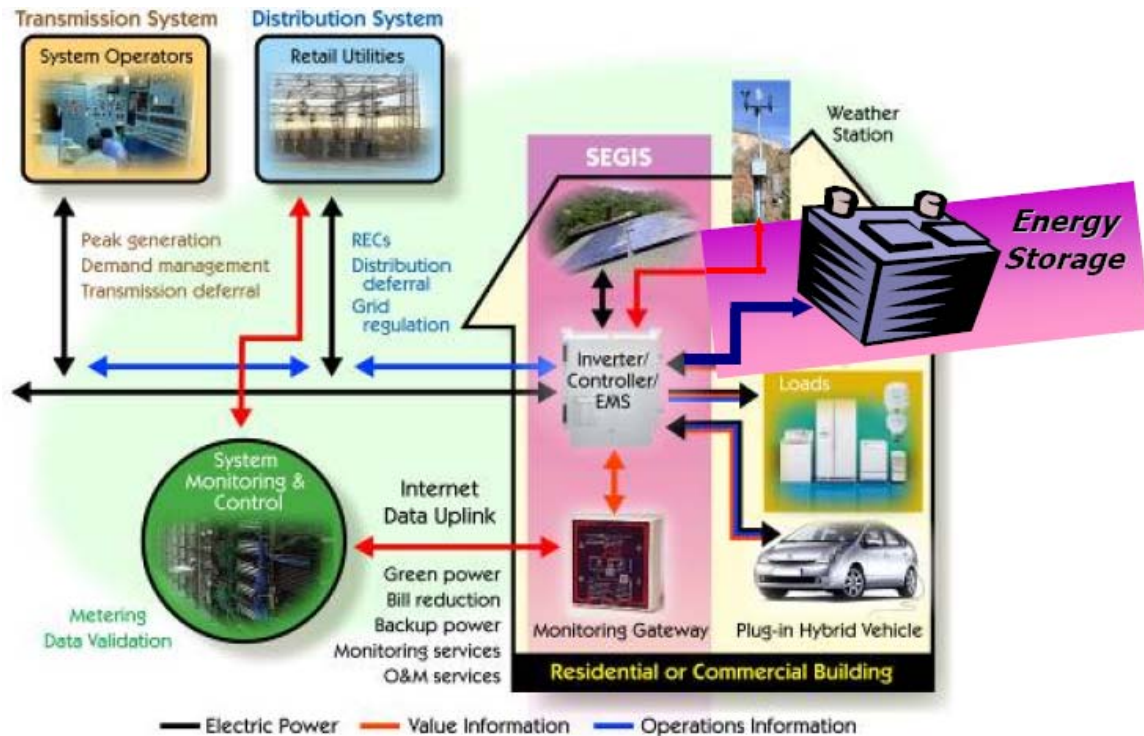 Transmission System
System Operators
Distribution System
Retail Utilities
Weather
Station
SEGIS
Energy
Storage
Peak generation
Demand management
Transmission deferral
RECs
Distribution
deferral
Grid
regulation
Inverter/
Controller/
EMS
Loads
System
Monitoring &
Control
Internet
Data Uplink
Green power
Bill reduction
Backup power
Monitoring services
O&M services
Metering
Data Validation
Monitoring Gateway
Plug-in Hybrid Vehicle
Residential or Commercial Building
Electric Power
Value Information
Operations Information